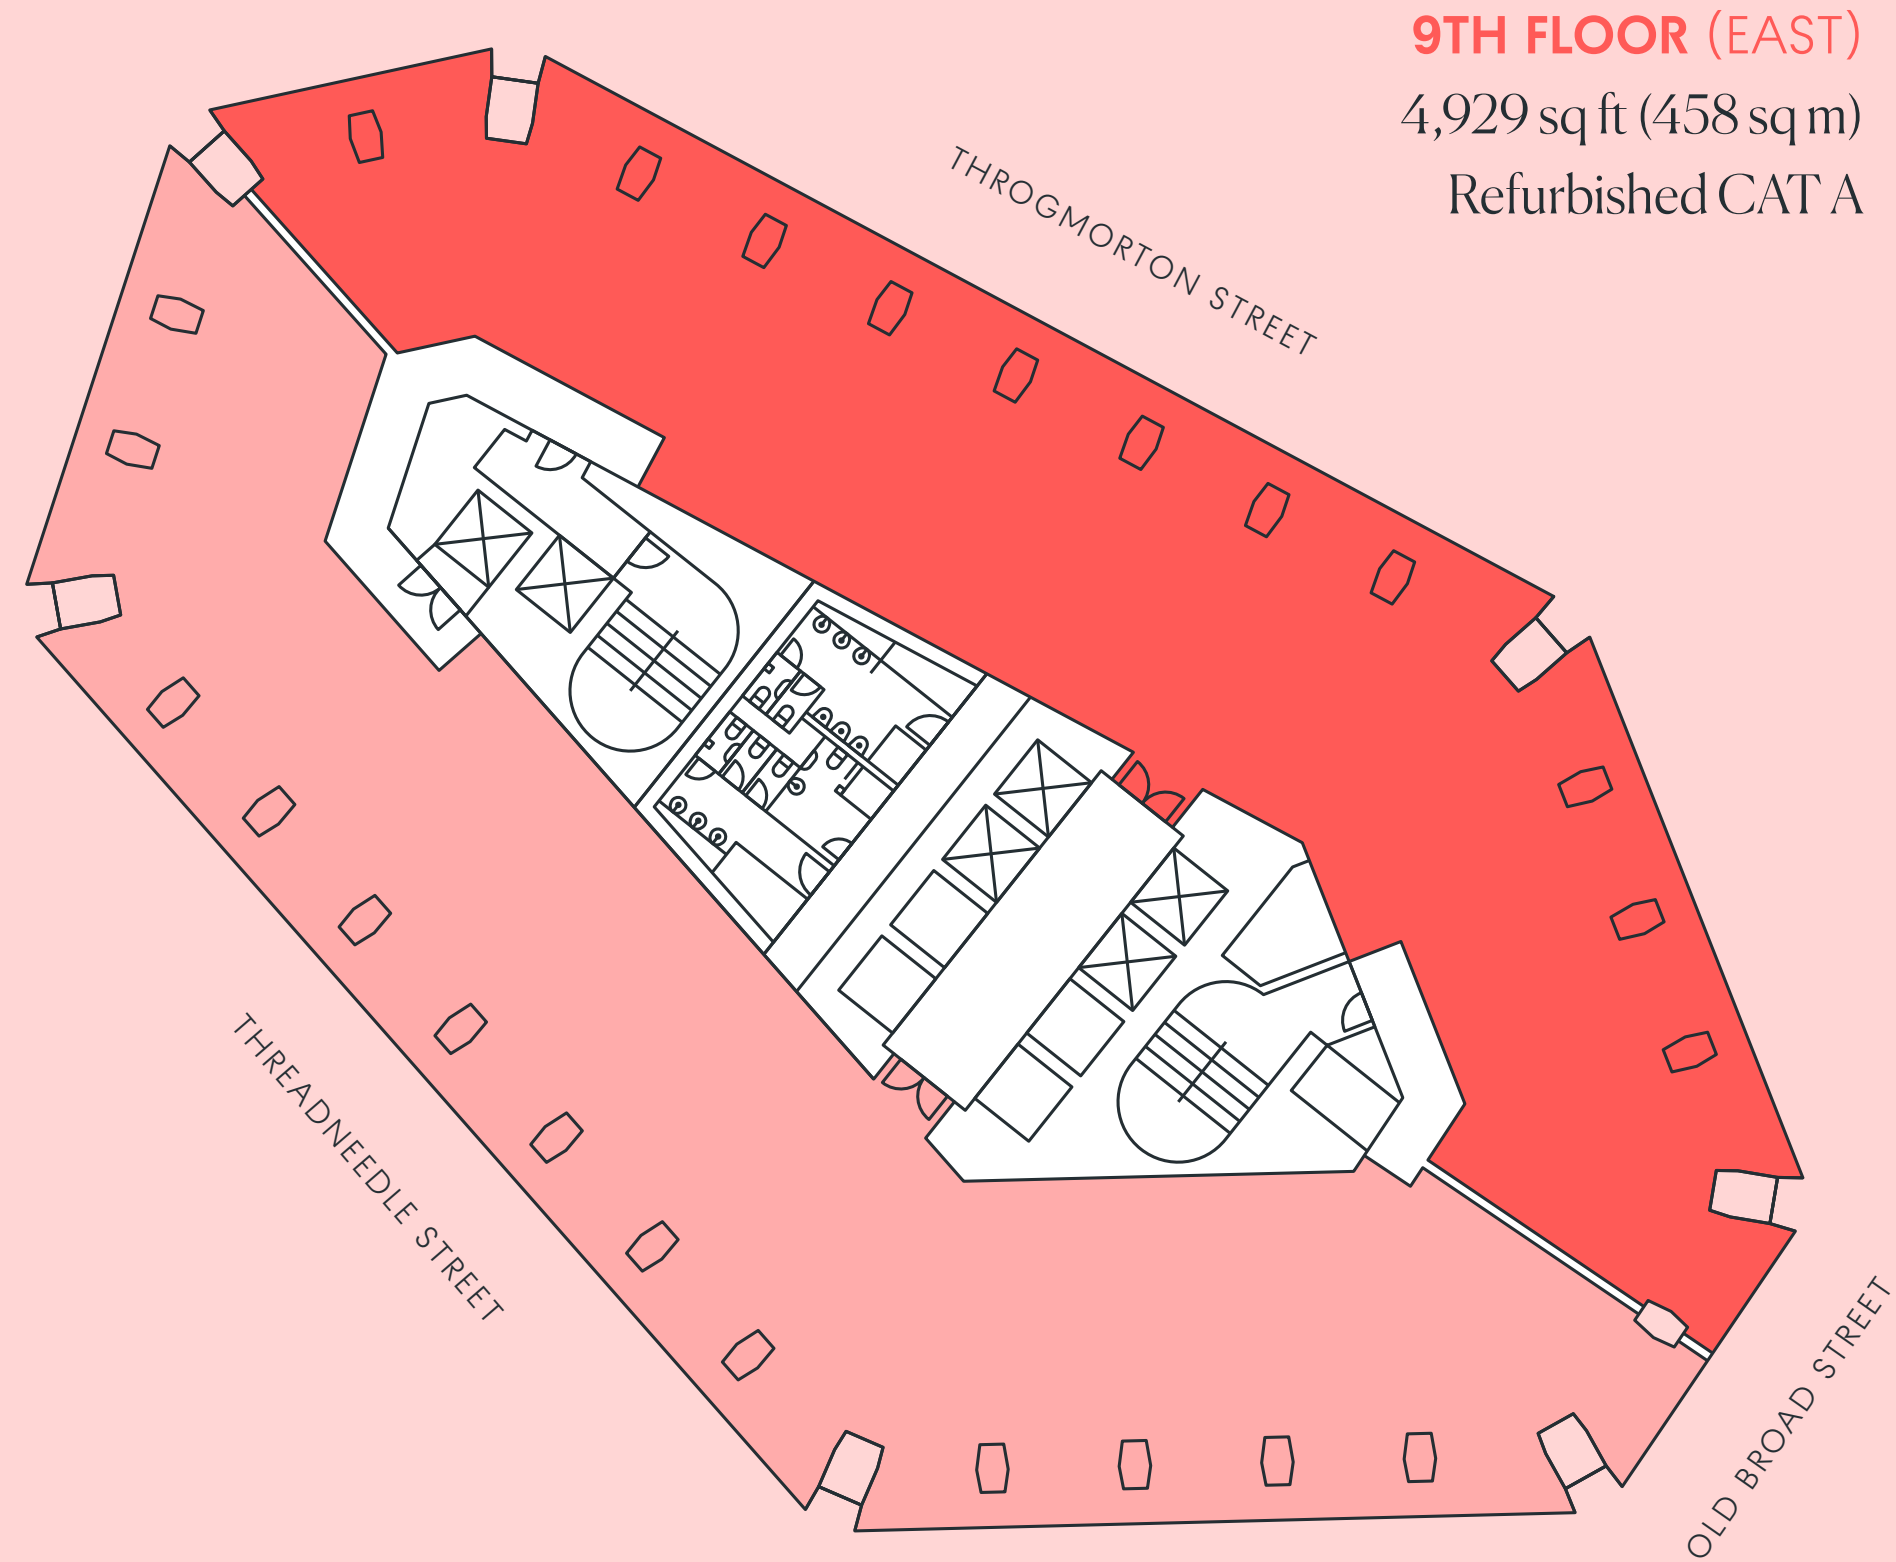 9TH FLOOR (EAST)
4,929 sq ft (458 sq m)
Refurbished CAT A
THROGMORTON STREET
THREADNEEDLE STREET
OLD BROAD STREET